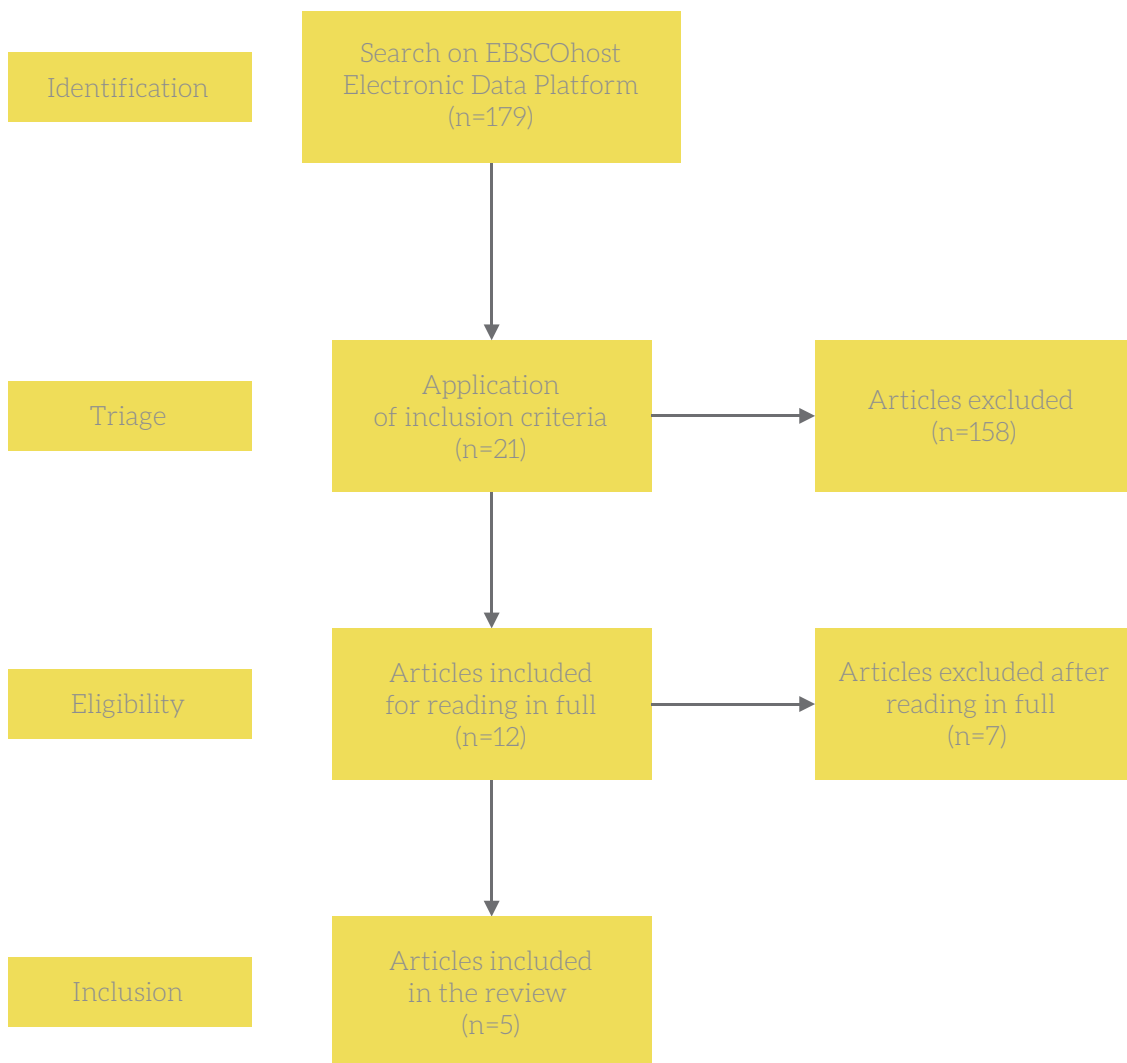 Identification
Search on EBSCOhost
Electronic Data Platform
(n=179)
Triage
Application
of inclusion criteria
(n=21)
Articles excluded
(n=158)
Eligibility
Articles included
for reading in full
(n=12)
Articles excluded after
reading in full
(n=7)
Inclusion
Articles included
in the review
(n=5)